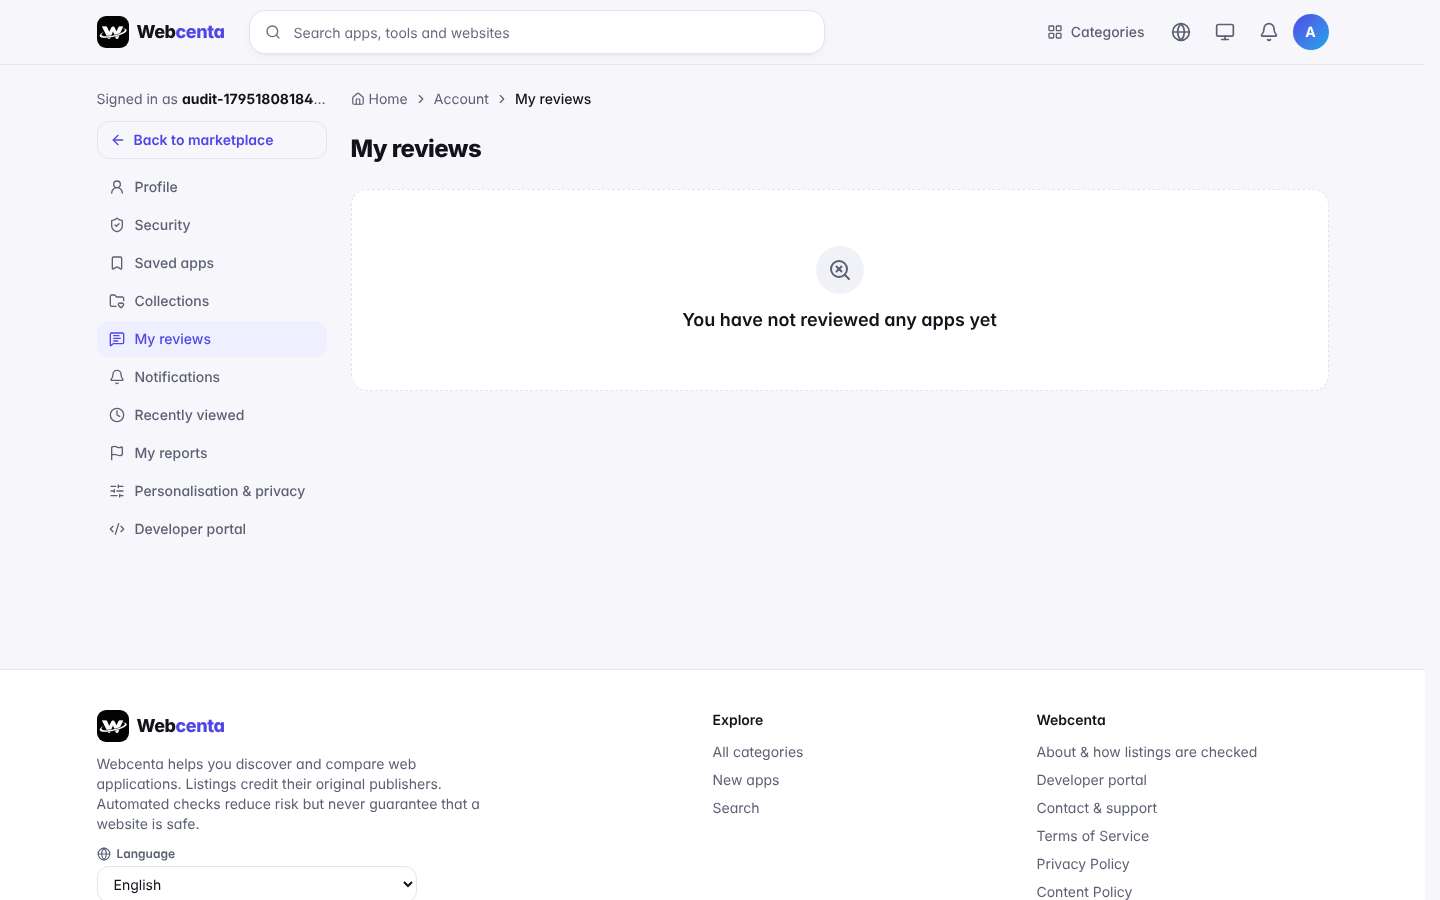 Webcenta
Search apps, tools and websites
Categories
A
Signed in as audit-17951808184...
Back to marketplace
Profile
Security
Saved apps
Collections
My reviews
Notifications
Recently viewed
My reports
Personalisation & privacy
Developer portal
Home
Account
My reviews
My reviews
You have not reviewed any apps yet
Webcenta
Webcenta helps you discover and compare web
applications. Listings credit their original publishers.
Automated checks reduce risk but never guarantee that a
website is safe.
Language
English
Explore
All categories
New apps
Search
Webcenta
About & how listings are checked
Developer portal
Contact & support
Terms of Service
Privacy Policy
Content Policy